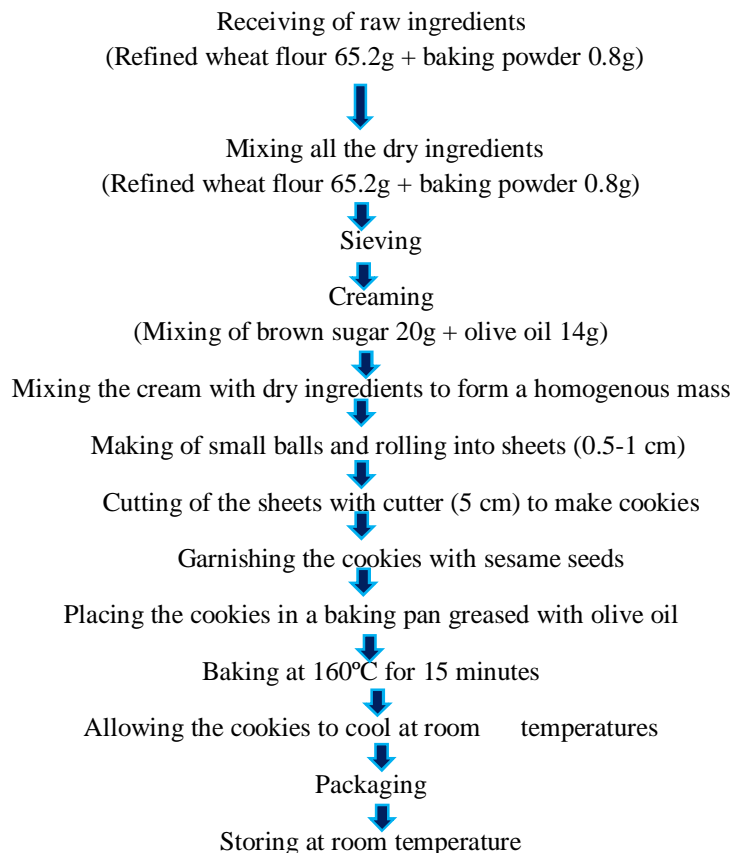 Receiving of raw ingredients
(Refined wheat flour 65.2g + baking powder 0.8g)
Mixing all the dry ingredients
(Refined wheat flour 65.2g + baking powder 0.8g)
Sieving
Creaming
(Mixing of brown sugar 20g + olive oil 14g)
Mixing the cream with dry ingredients to form a homogenous mass
Making of small balls and rolling into sheets (0.5-1 cm)
Cutting of the sheets with cutter (5 cm) to make cookies
Garnishing the cookies with sesame seeds
Placing the cookies in a baking pan greased with olive oil
Baking at 160ºC for 15 minutes
Allowing the cookies to cool at room temperatures
Packaging
Storing at room temperature